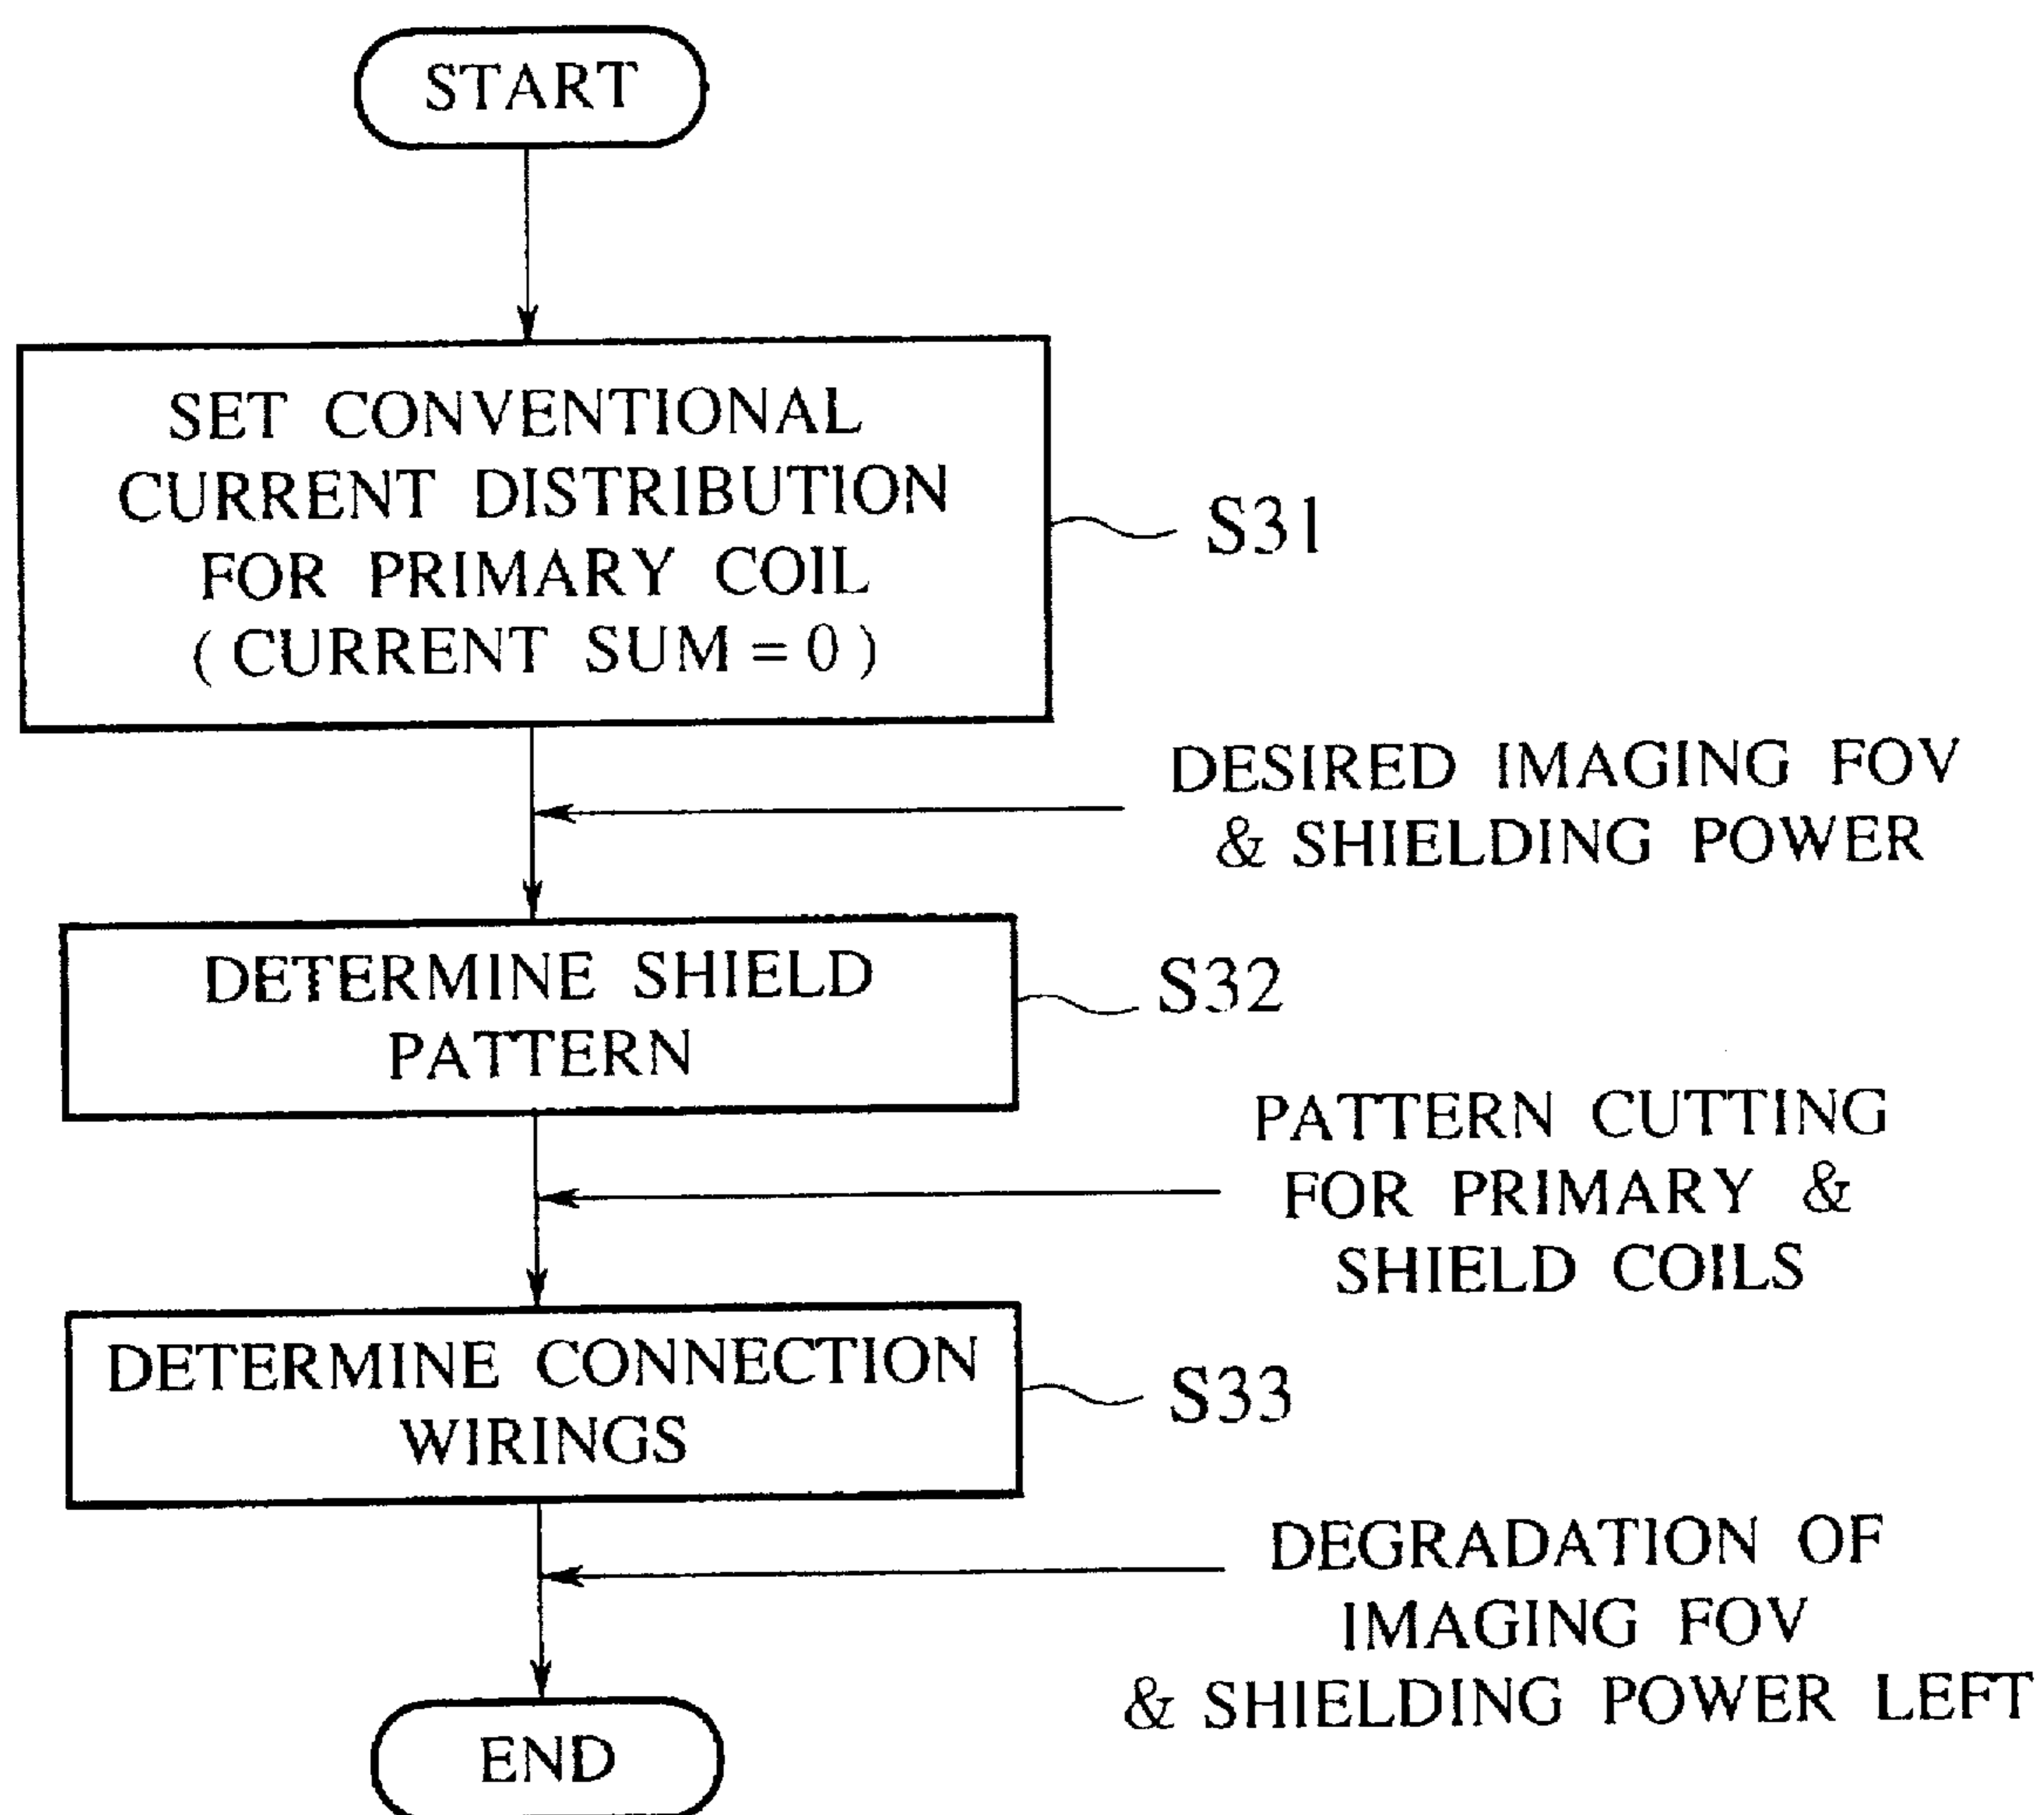 START
SET CONVENTIONAL
CURRENT DISTRIBUTION
FOR PRIMARY COIL
( CURRENT SUM = 0 )
S31
DESIRED IMAGING FOV
& SHIELDING POWER
DETERMINE SHIELD
PATTERN
S32
PATTERN CUTTING
FOR PRIMARY &
SHIELD COILS
DETERMINE CONNECTION
WIRINGS
S33
DEGRADATION OF
IMAGING FOV
& SHIELDING POWER LEFT
END